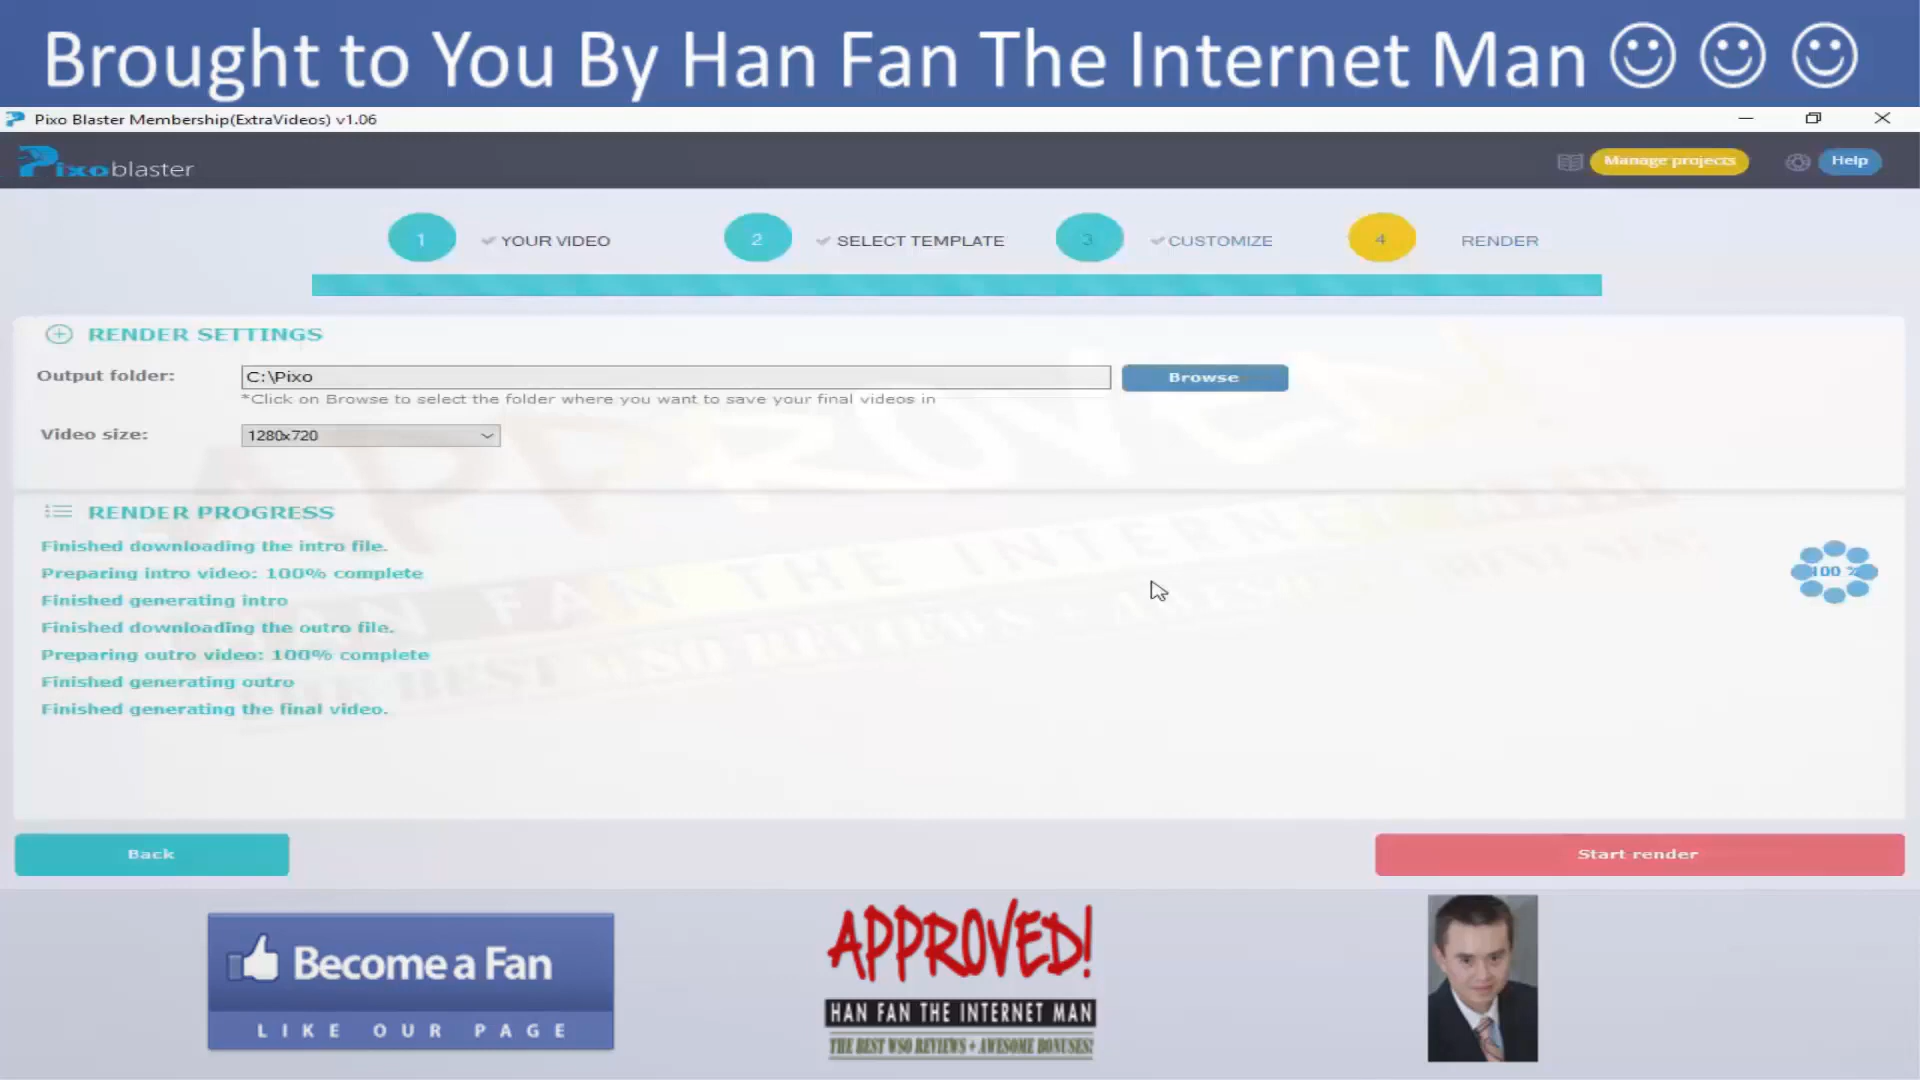 Brought to You By Han Fan The Internet Man ☺ ☺ ☺
Pixo Blaster Membership(ExtraVideos) v1.06
Pixoblaster
Manage projects
Help
1 YOUR VIDEO
2 SELECT TEMPLATE
3 CUSTOMIZE
4 RENDER
RENDER SETTINGS
Output folder: C:\Pixo Browse
*Click on Browse to select the folder where you want to save your final videos in
Video size: 1280x720
RENDER PROGRESS
Finished downloading the intro file.
Preparing intro video: 100% complete
Finished generating intro
Finished downloading the outro file.
Preparing outro video: 100% complete
Finished generating outro
Finished generating the final video.
100 %
Back
Start render
Become a Fan
LIKE OUR PAGE
APPROVED!
HAN FAN THE INTERNET MAN
THE BEST WSO REVIEWS + AWESOME BONUSES!